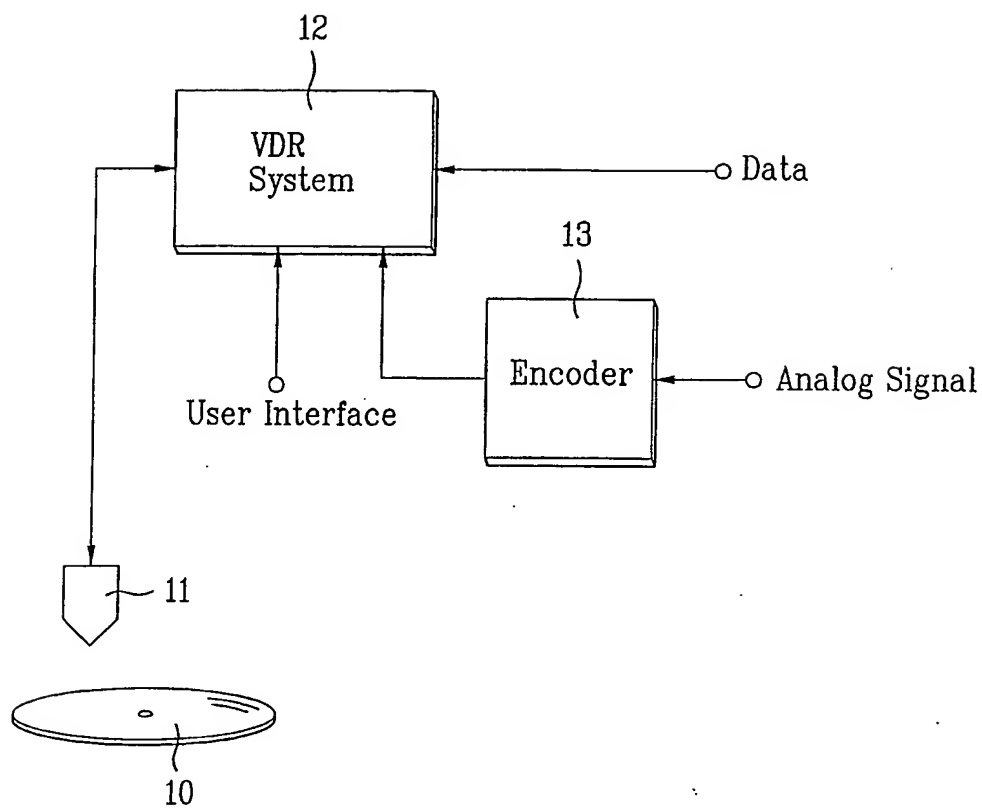 12
VDR
System
Data
13
Encoder
Analog Signal
User Interface
11
10